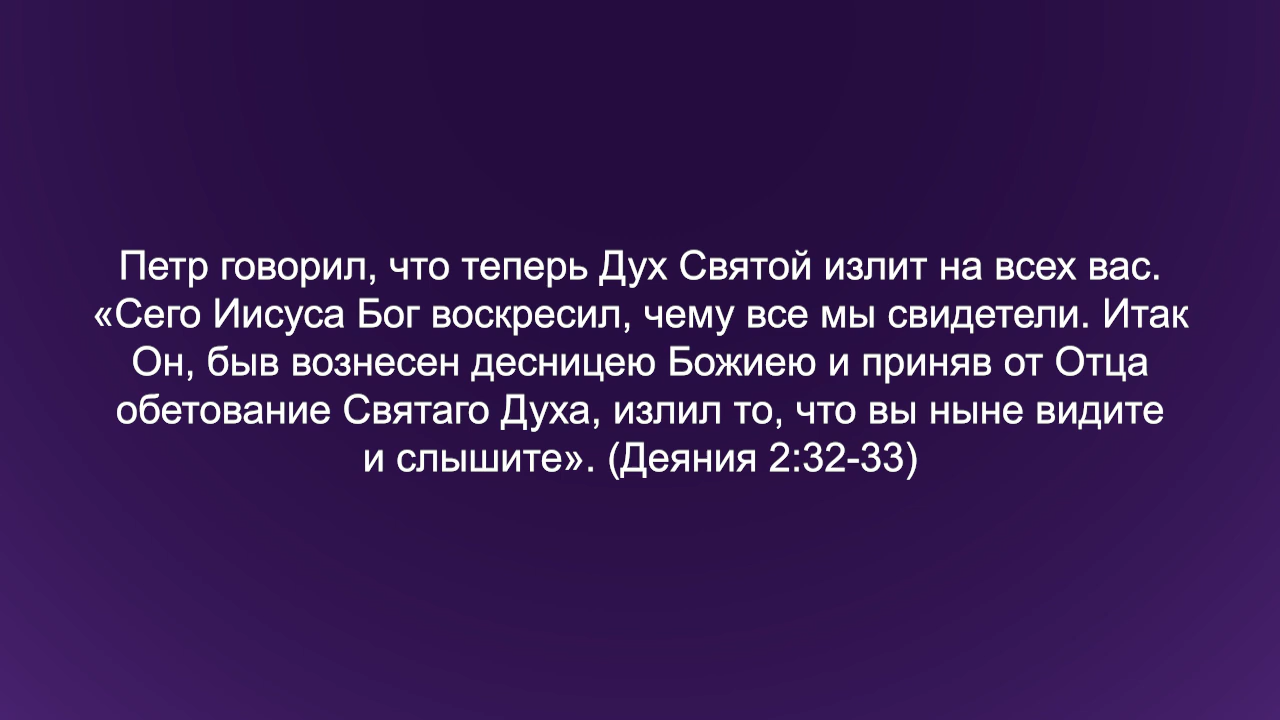 Петр говорил, что теперь Дух Святой излит на всех вас.
«Сего Иисуса Бог воскресил, чему все мы свидетели. Итак
Он, быв вознесен десницею Божиею и приняв от Отца
обетование Святаго Духа, излил то, что вы ныне видите
и слышите». (Деяния 2:32-33)